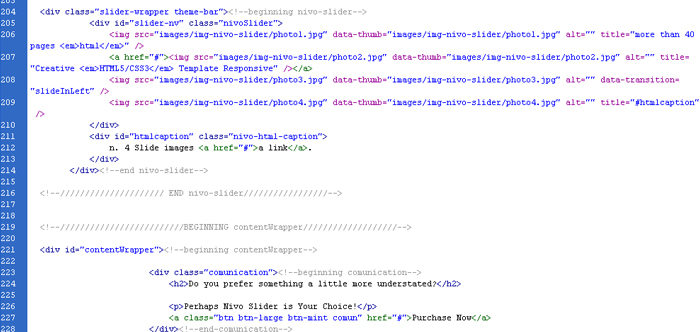 203
204 <div class="slider-wrapper theme-bar"><!--beginning nivo-slider-->
205 <div id="slider-nv" class="nivoSlider">
206 <img src="images/img-nivo-slider/photo1.jpg" data-thumb="images/img-nivo-slider/photo1.jpg" alt="" title="more than 40
pages <em>html</em>" />
207 <a href="#"><img src="images/img-nivo-slider/photo2.jpg" data-thumb="images/img-nivo-slider/photo2.jpg" alt="" title=
"Creative <em>HTML5/CSS3</em> Template Responsive" /></a>
208 <img src="images/img-nivo-slider/photo3.jpg" data-thumb="images/img-nivo-slider/photo3.jpg" alt="" data-transition=
"slideInLeft" />
209 <img src="images/img-nivo-slider/photo4.jpg" data-thumb="images/img-nivo-slider/photo4.jpg" alt="" title="#htmlcaption"
/>
210 </div>
211 <div id="htmlcaption" class="nivo-html-caption">
212 n. 4 Slide images <a href="#">a link</a>.
213 </div>
214 </div><!--end nivo-slider-->
215
216 <!--///////////////////// END nivo-slider/////////////////-->
217
218
219 <!--/////////////////////////BEGINNING contentWrapper///////////////////-->
220
221 <div id="contentWrapper"><!--beginning contentWrapper-->
222
223 <div class="comunication"><!--beginning comunication-->
224 <h2>Do you prefer something a little more understated?</h2>
225
226 <p>Perhaps Nivo Slider is Your Choice!</p>
227 <a class="btn btn-large btn-mint comun" href="#">Purchase Now</a>
228 </div><!--end-comunication-->